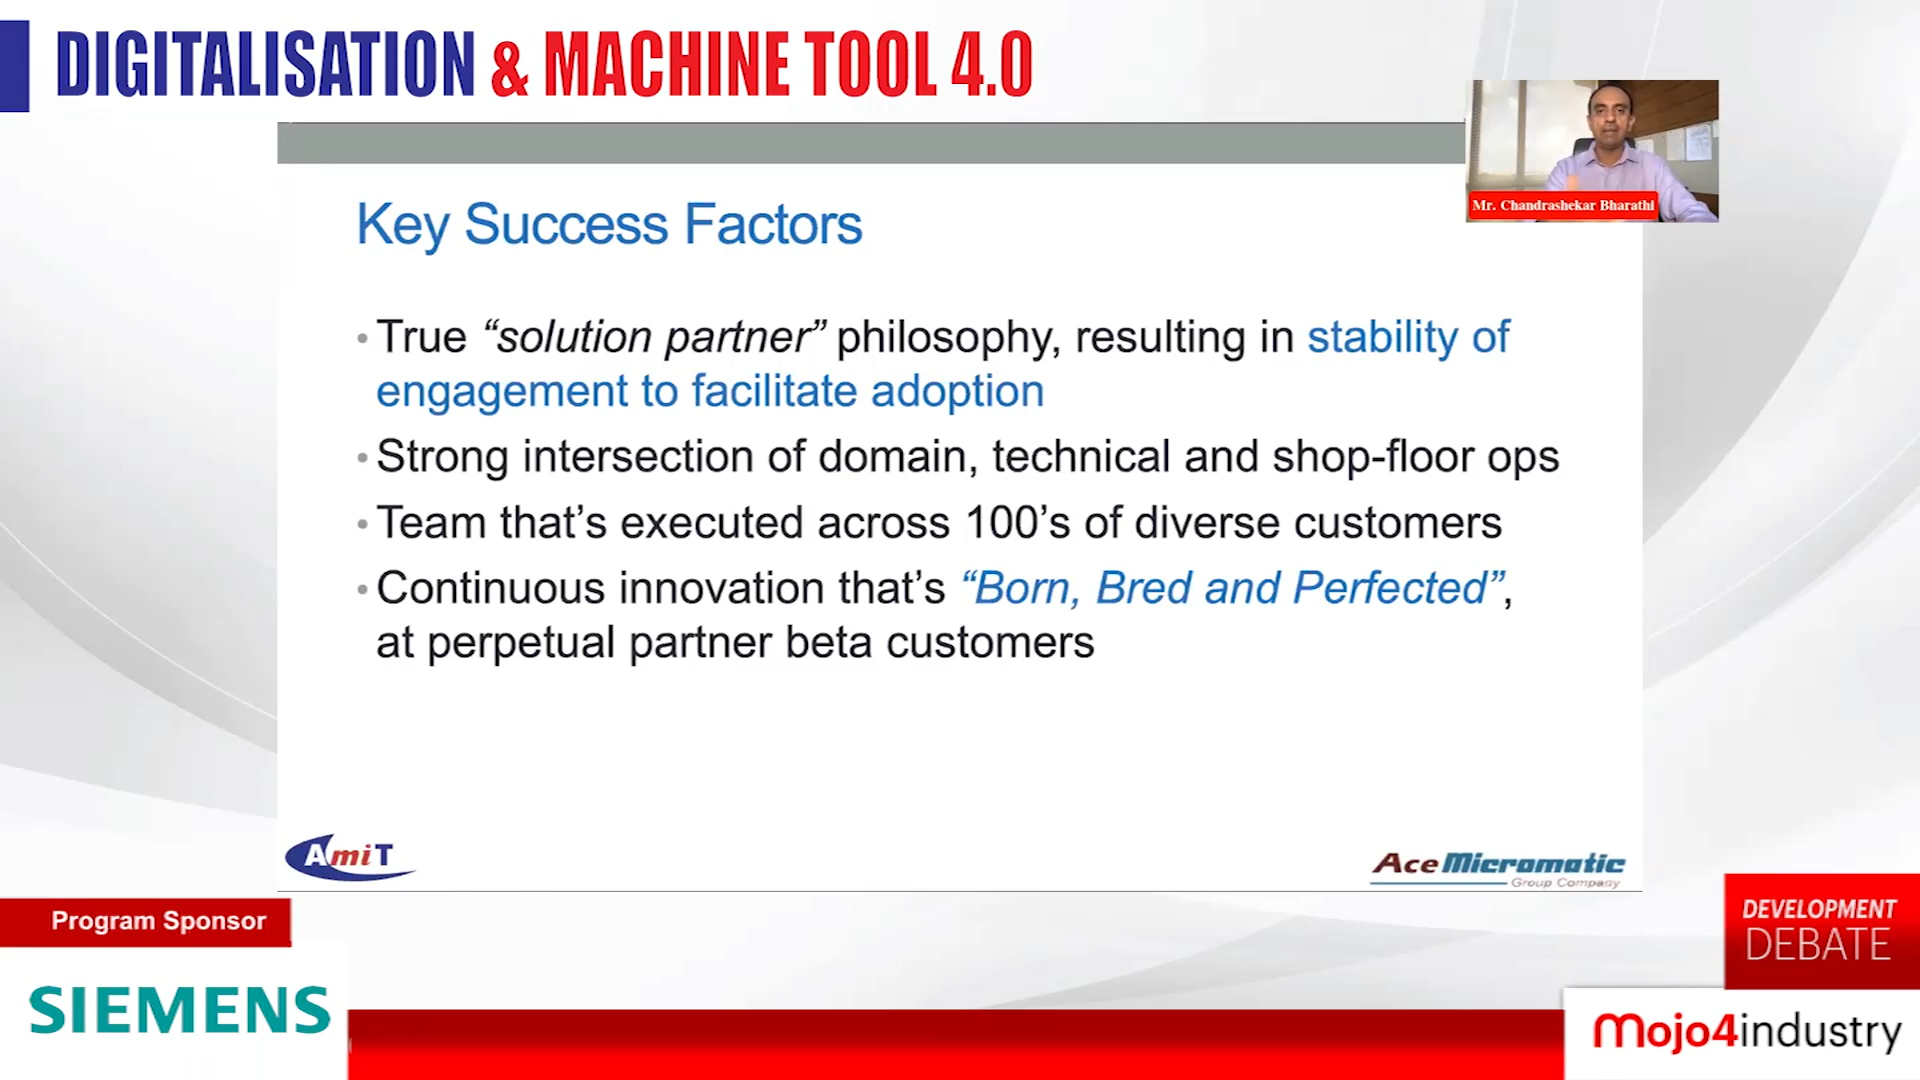 DIGITALISATION & MACHINE TOOL 4.0
Mr. Chandrashekar Bharathi
Key Success Factors
• True “solution partner” philosophy, resulting in stability of
engagement to facilitate adoption
• Strong intersection of domain, technical and shop-floor ops
• Team that’s executed across 100’s of diverse customers
• Continuous innovation that’s “Born, Bred and Perfected”,
at perpetual partner beta customers
AmiT
Ace Micromatic
Group Company
Program Sponsor
SIEMENS
DEVELOPMENT
DEBATE
Mojo4industry